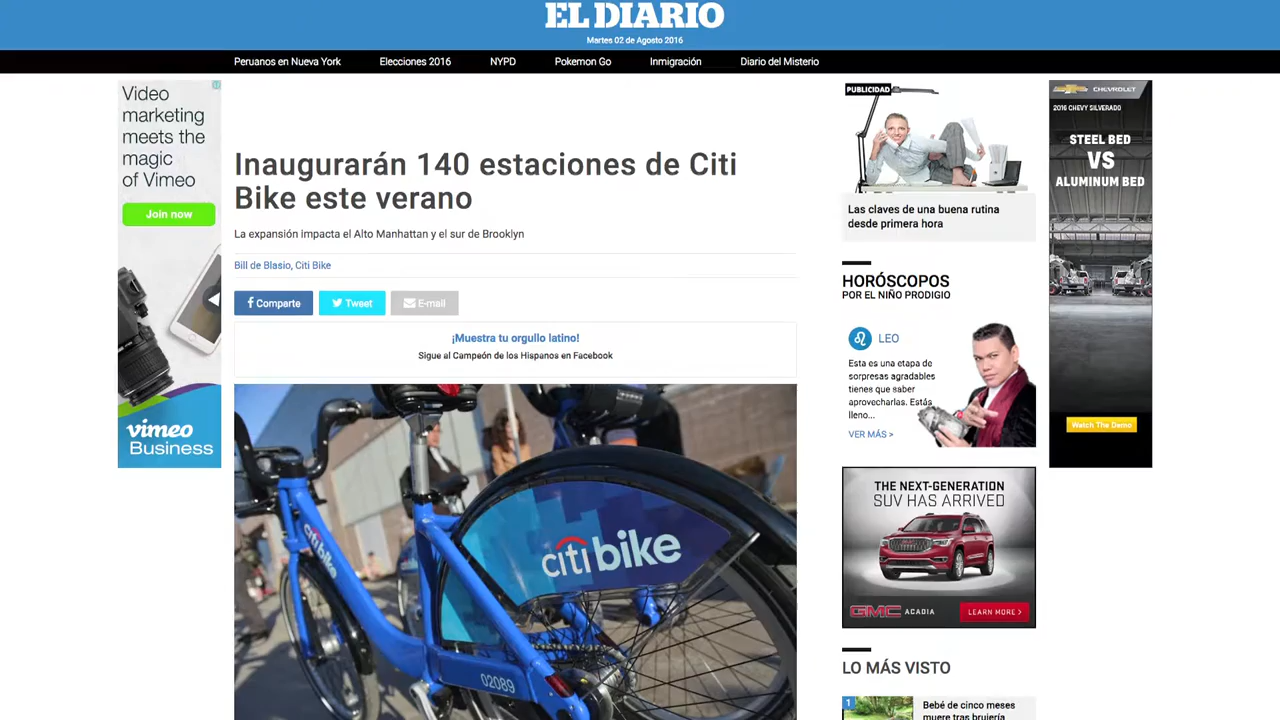 EL DIARIO
Martes 02 de Agosto 2016
Peruanos en Nueva York
Elecciones 2016
NYPD
Pokemon Go
Inmigración
Diario del Misterio
Video
marketing
meets the
magic
of Vimeo
Join now
vimeo
Business
Inaugurarán 140 estaciones de Citi
Bike este verano
La expansión impacta el Alto Manhattan y el sur de Brooklyn
Bill de Blasio, Citi Bike
Comparte
Tweet
E-mail
¡Muestra tu orgullo latino!
Sigue al Campeón de los Hispanos en Facebook
citi bike
citi bike
02089
PUBLICIDAD
Las claves de una buena rutina
desde primera hora
HORÓSCOPOS
POR EL NIÑO PRODIGIO
LEO
Esta es una etapa de
sorpresas agradables
tienes que saber
aprovecharlas. Estás
lleno...
VER MÁS >
THE NEXT-GENERATION
SUV HAS ARRIVED
GMC ACADIA
LEARN MORE >
LO MÁS VISTO
1
Bebé de cinco meses
muere tras brujería
CHEVROLET
2016 CHEVY SILVERADO
STEEL BED
VS
ALUMINUM BED
Watch The Demo